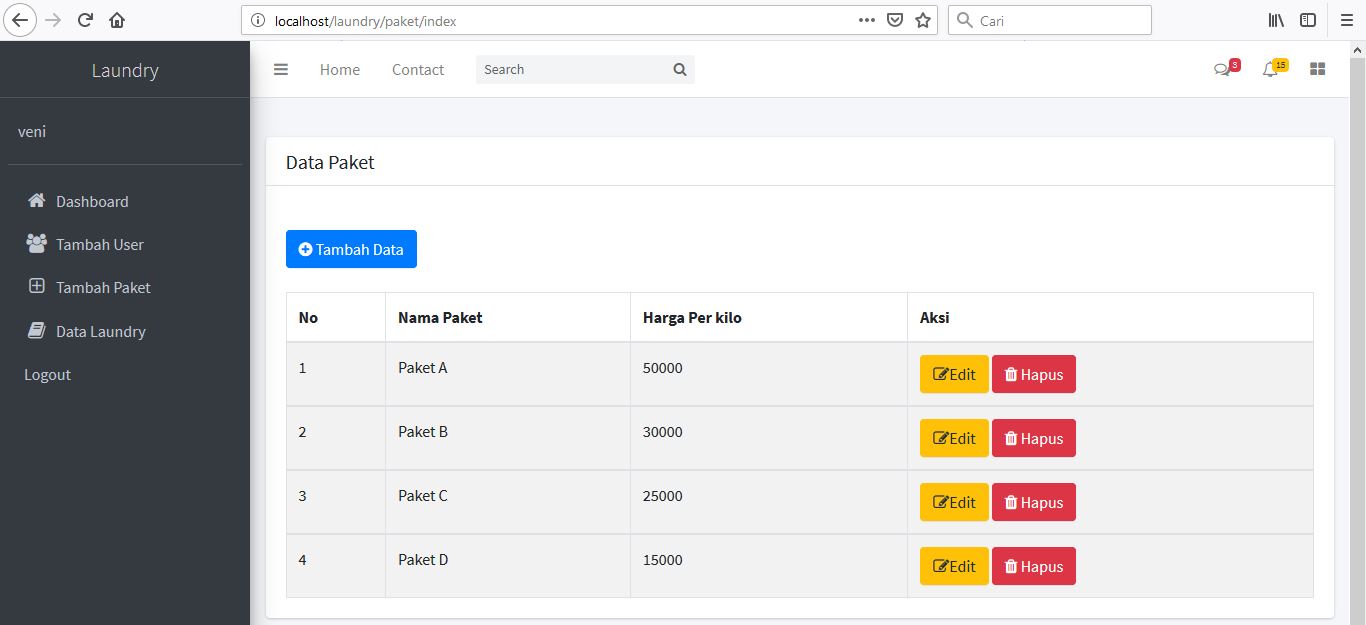 localhost/laundry/paket/index
Cari
Laundry
Home
Contact
Search
3
15
veni
Dashboard
Tambah User
Tambah Paket
Data Laundry
Logout
Data Paket
Tambah Data
No Nama Paket Harga Per kilo Aksi
1 Paket A 50000 Edit Hapus
2 Paket B 30000 Edit Hapus
3 Paket C 25000 Edit Hapus
4 Paket D 15000 Edit Hapus